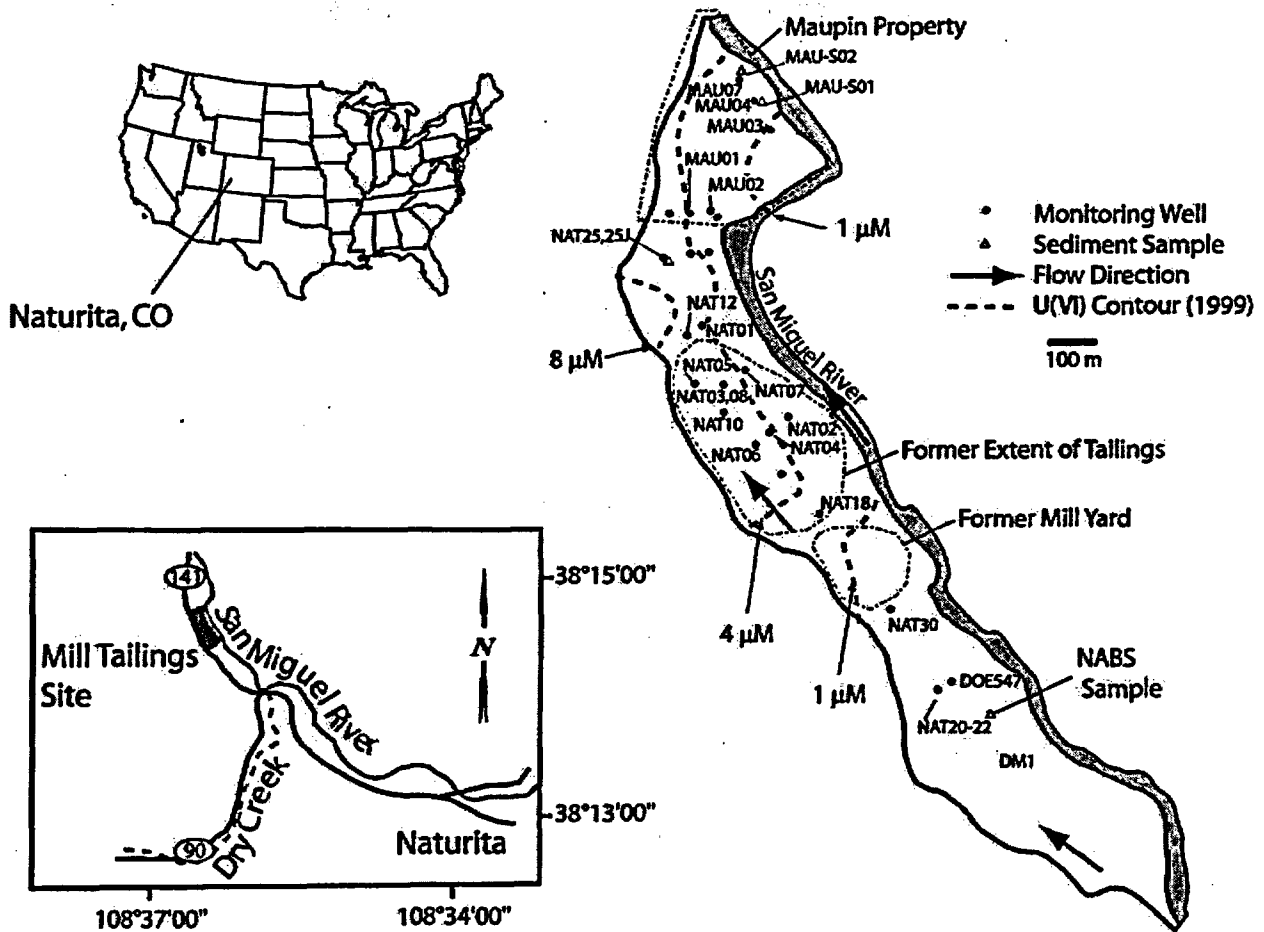 Naturita, CO
Maupin Property
MAU-S02
MAU07
MAU-S01
MAU04
MAU03
MAU01
MAU02
1 µM
NAT25,25J
San Miguel River
NAT12
NAT01
8 µM
NAT05
NAT07
NAT03,08
NAT10
NAT02
NAT04
NAT06
Former Extent of Tailings
NAT18
Former Mill Yard
4 µM
1 µM
NAT30
NABS
Sample
DOE547
NAT20-22
DM1
Monitoring Well
Sediment Sample
Flow Direction
U(VI) Contour (1999)
100 m
141
San Miguel River
Mill Tailings
Site
N
38°15'00"
38°13'00"
Dry Creek
90
Naturita
108°37'00"
108°34'00"